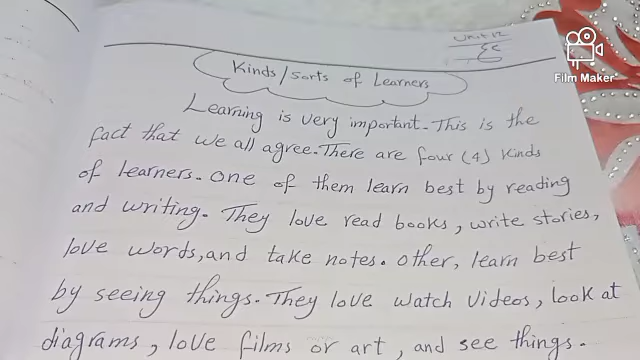 Unit 12
Film Maker
Kinds/Sorts of Learners
Learning is very important. This is the
fact that we all agree. There are four (4) kinds
of learners. One of them learn best by reading
and writing. They love read books, write stories,
love words, and take notes. Other, learn best
by seeing things. They love watch videos, look at
diagrams, love films or art, and see things.